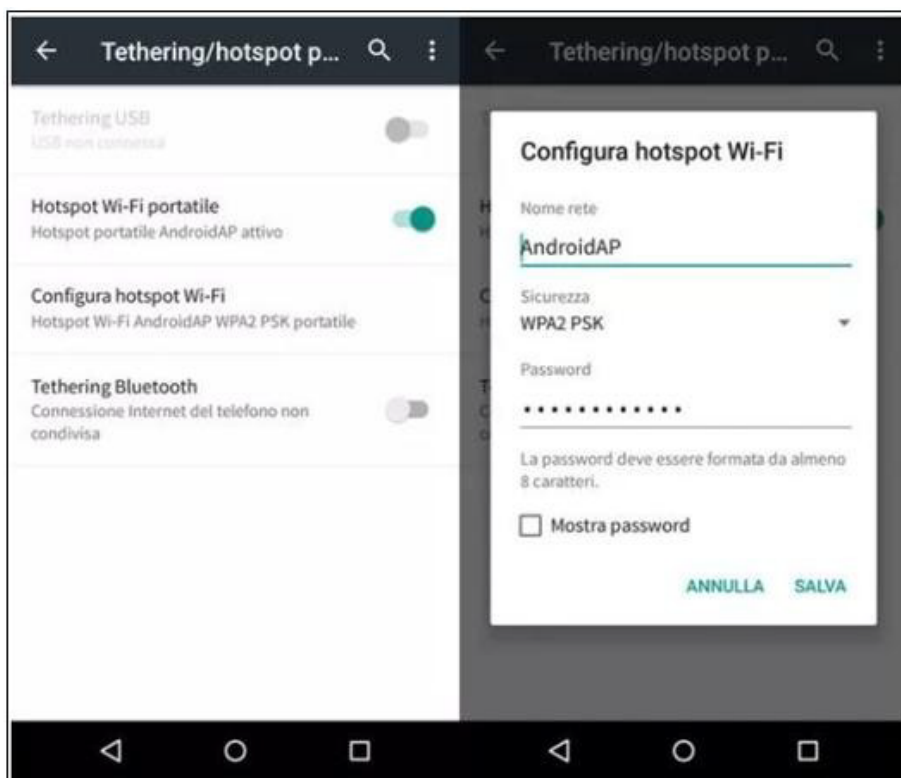 Tethering/hotspot p...
Tethering USB
USB non connessa
Hotspot Wi-Fi portatile
Hotspot portatile AndroidAP attivo
Configura hotspot Wi-Fi
Hotspot Wi-Fi AndroidAP WPA2 PSK portatile
Tethering Bluetooth
Connessione Internet del telefono non
condivisa
Tethering/hotspot p...
Configura hotspot Wi-Fi
Nome rete
AndroidAP
Sicurezza
WPA2 PSK
Password
••••••••••••
La password deve essere formata da almeno
8 caratteri.
Mostra password
ANNULLA SALVA